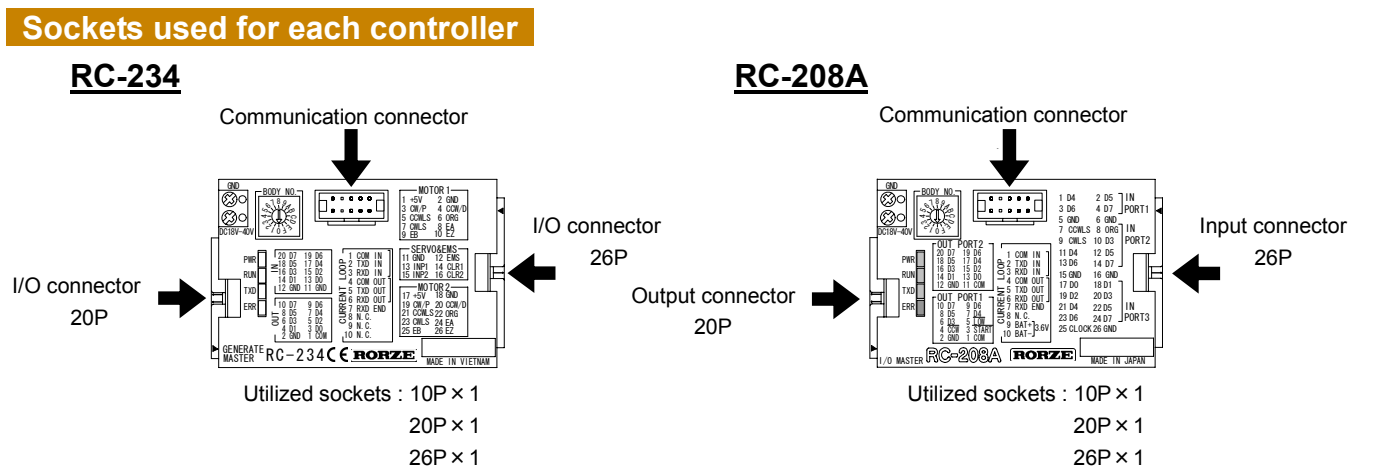 Sockets used for each controller
RC-234
Communication connector
I/O connector
20P
I/O connector
26P
GND
DC18V-40V
BODY NO.
MOTOR 1
1 +5V 2 GND
3 CW/P 4 CCW/D
5 CCWLS 6 ORG
7 CWLS 8 EA
9 EB 10 EZ
SERVO&EMS
11 GND 12 EMS
13 INP1 14 CLR1
15 INP2 16 CLR2
MOTOR 2
17 +5V 18 GND
19 CW/P 20 CCW/D
21 CCWLS 22 ORG
23 CWLS 24 EA
25 EB 26 EZ
PWR
RUN
TXD
ERR
IN
20 D7 19 D6
18 D5 17 D4
16 D3 15 D2
14 D1 13 D0
12 GND 11 GND
OUT
10 D7 9 D6
8 D5 7 D4
6 D3 5 D2
4 D1 3 D0
2 GND 1 COM
CURRENT LOOP
1 COM IN
2 TXD IN
3 RXD IN
4 COM OUT
5 TXD OUT
6 RXD OUT
7 RXD END
8 N.C.
9 N.C.
10 N.C.
GENERATE
MASTER RC-234 CE RORZE
MADE IN VIETNAM
Utilized sockets : 10P×1
20P×1
26P×1
RC-208A
Communication connector
Output connector
20P
Input connector
26P
GND
DC18V-40V
BODY NO.
1 D4 2 D5 IN
3 D6 4 D7 PORT1
5 GND 6 GND
7 CCWLS 8 ORG IN
9 CWLS 10 D3 PORT2
11 D4 12 D5
13 D6 14 D7
15 GND 16 GND
17 D0 18 D1
19 D2 20 D3
21 D4 22 D5 IN
23 D6 24 D7 PORT3
25 CLOCK 26 GND
PWR
RUN
TXD
ERR
OUT PORT2
20 D7 19 D6
18 D5 17 D4
16 D3 15 D2
14 D1 13 D0
12 GND 11 COM
OUT PORT1
10 D7 9 D6
8 D5 7 D4
6 D3 5 LOW
4 CCW 3 START
2 GND 1 COM
CURRENT LOOP
1 COM IN
2 TXD IN
3 RXD IN
4 COM OUT
5 TXD OUT
6 RXD OUT
7 RXD END
8 N.C.
9 BAT+
10 BAT-
3.6V
I/O MASTER RC-208A RORZE
MADE IN JAPAN
Utilized sockets : 10P×1
20P×1
26P×1